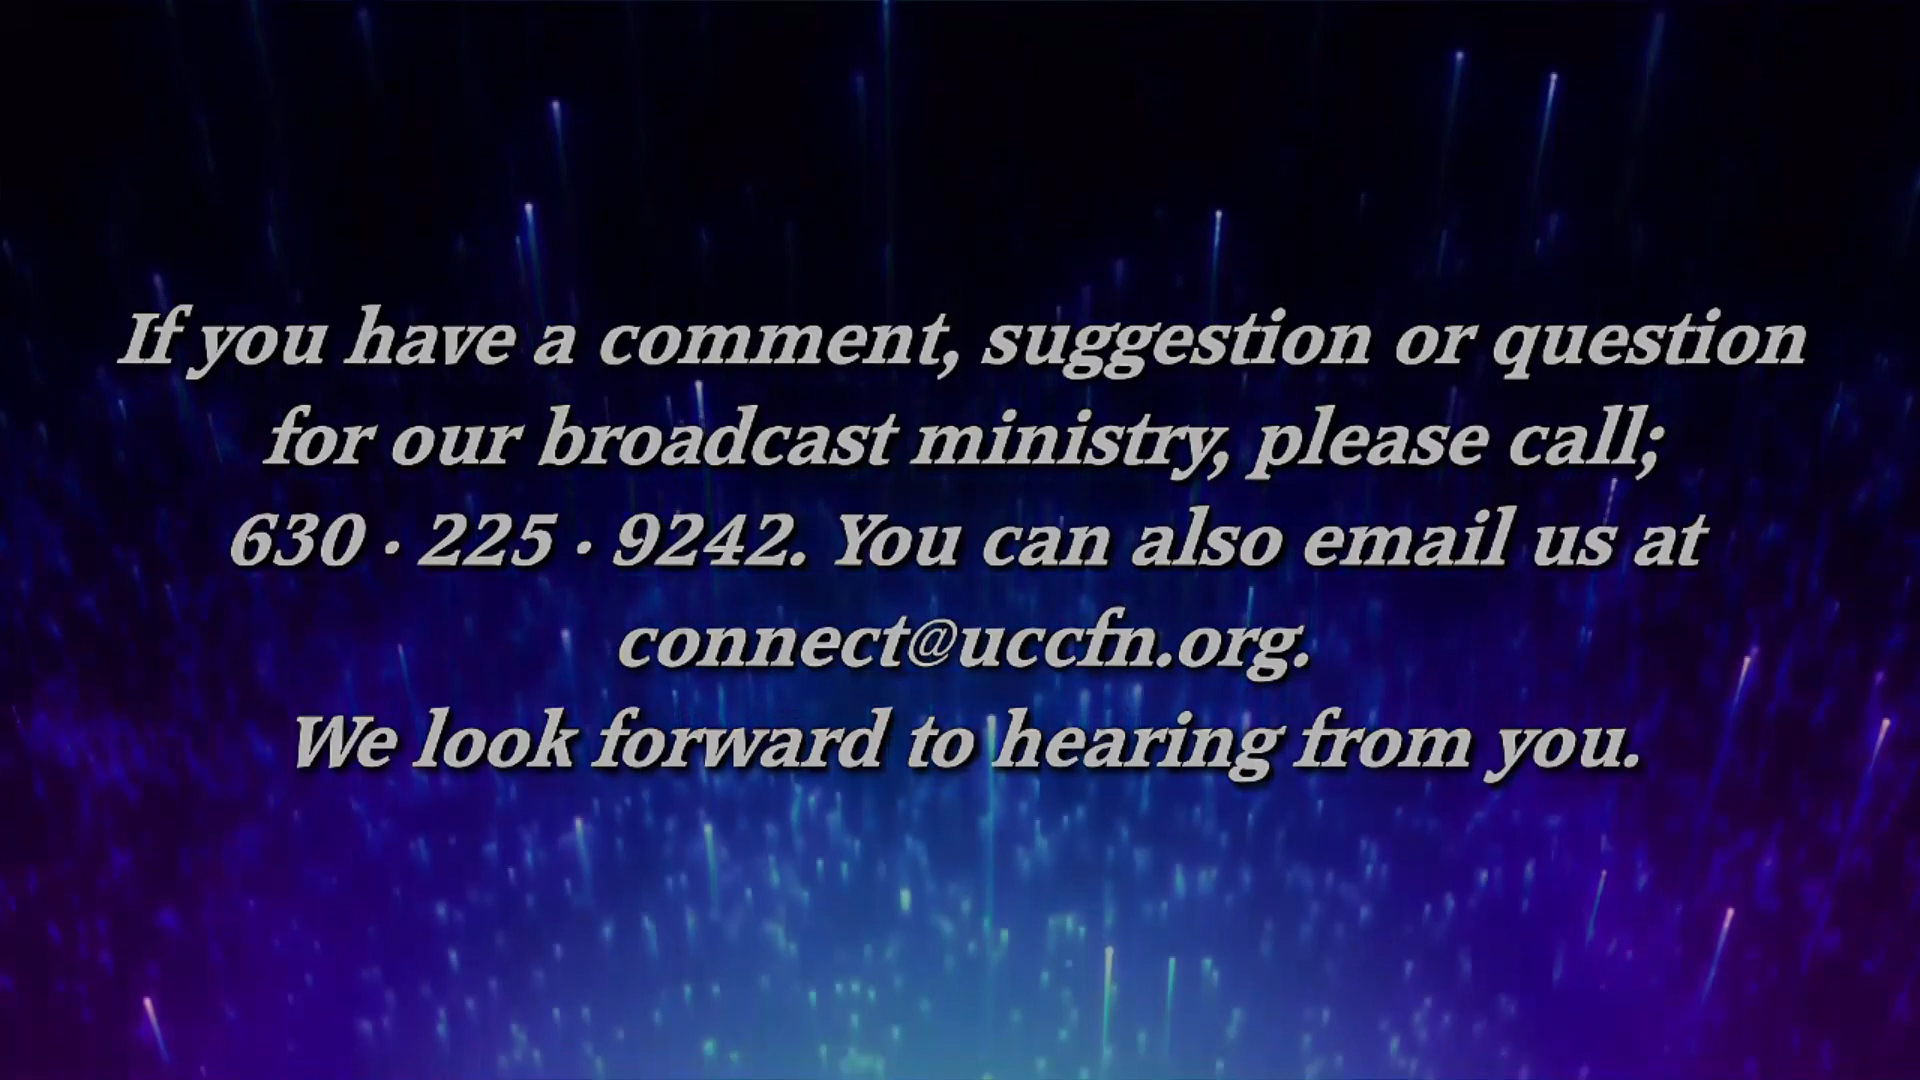 If you have a comment, suggestion or question
for our broadcast ministry, please call;
630 · 225 · 9242. You can also email us at
connect@uccfn.org.
We look forward to hearing from you.